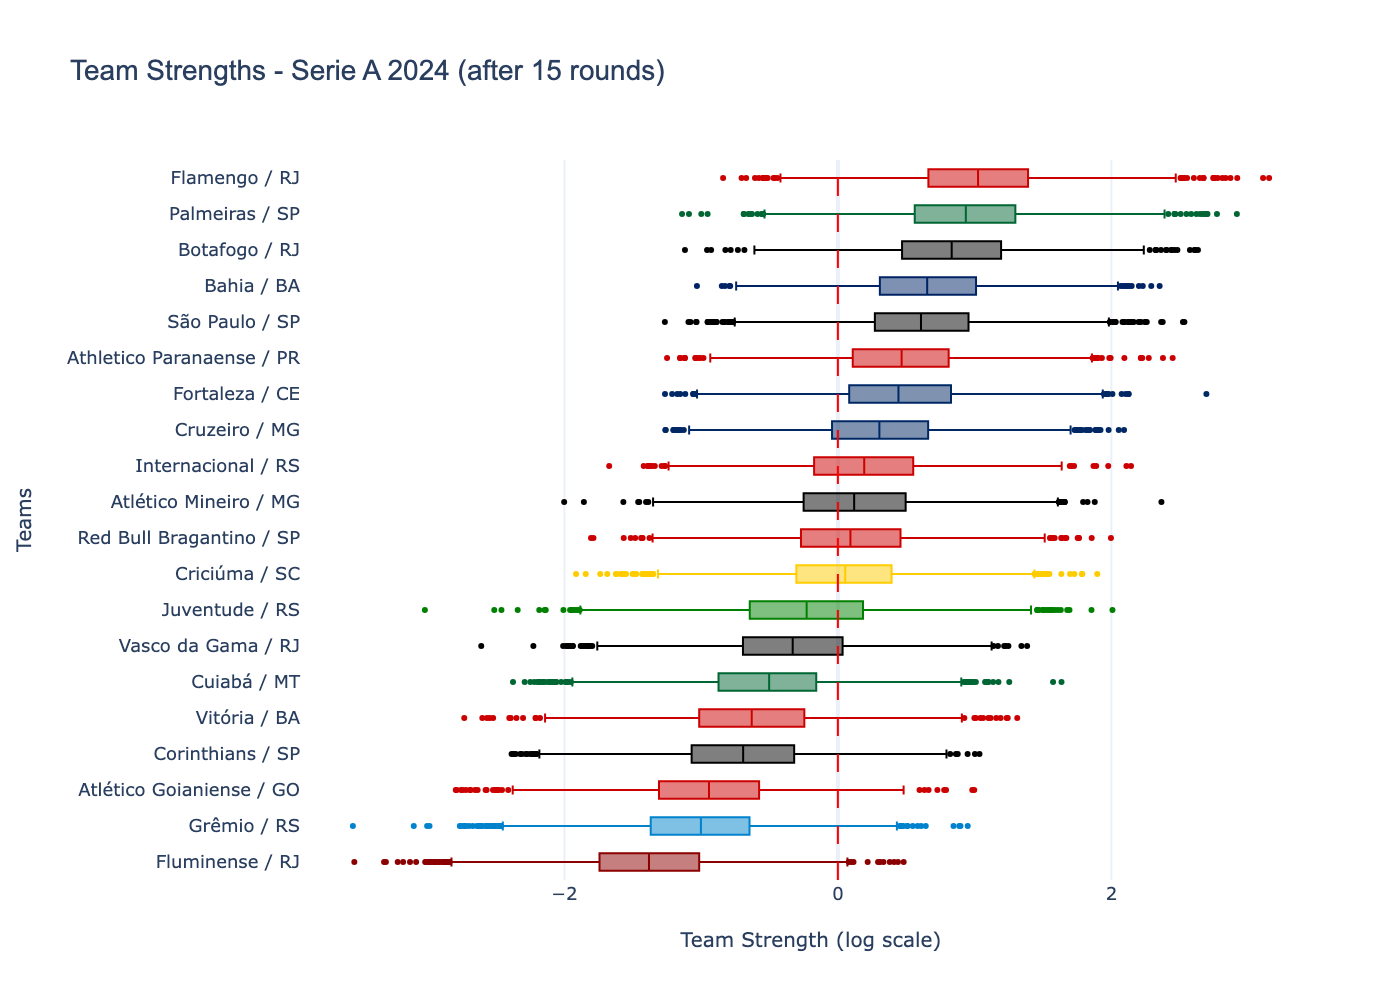 Team Strengths - Serie A 2024 (after 15 rounds)
Flamengo / RJ
Palmeiras / SP
Botafogo / RJ
Bahia / BA
São Paulo / SP
Athletico Paranaense / PR
Fortaleza / CE
Cruzeiro / MG
Internacional / RS
Atlético Mineiro / MG
Red Bull Bragantino / SP
Criciúma / SC
Juventude / RS
Vasco da Gama / RJ
Cuiabá / MT
Vitória / BA
Corinthians / SP
Atlético Goianiense / GO
Grêmio / RS
Fluminense / RJ
Teams
−2 0 2
Team Strength (log scale)